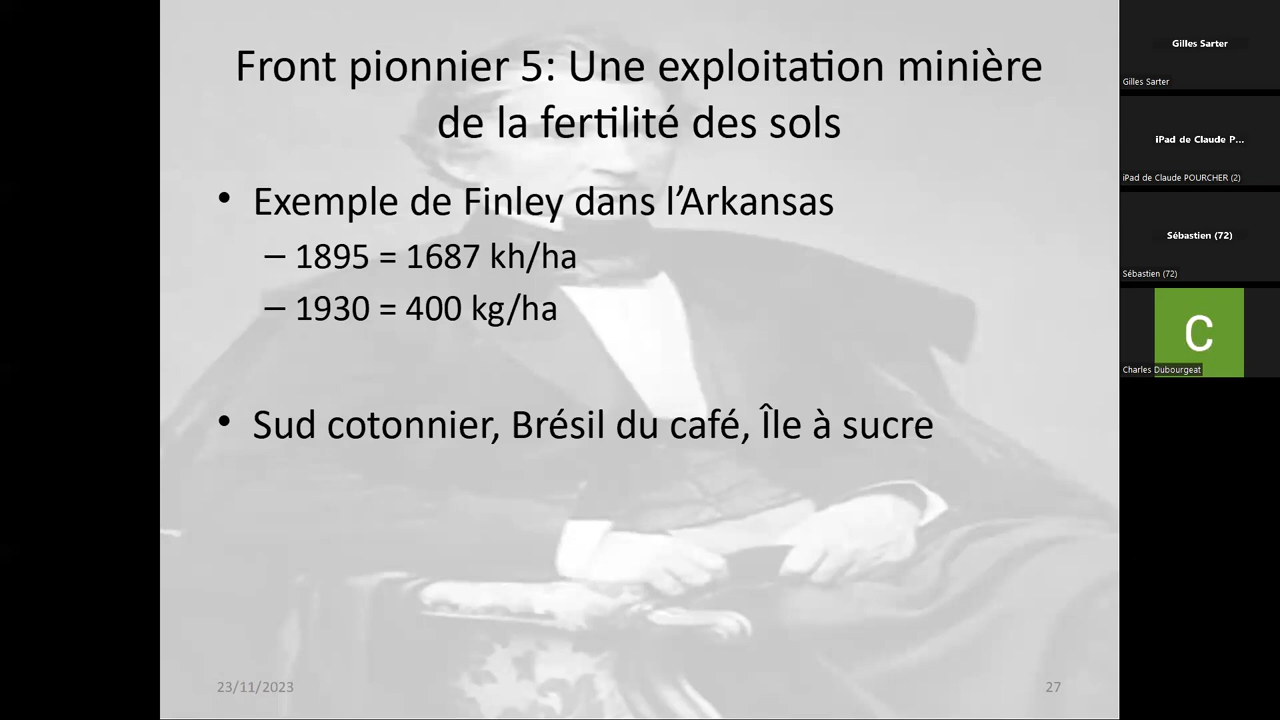 Front pionnier 5: Une exploitation minière
de la fertilité des sols
• Exemple de Finley dans l’Arkansas
– 1895 = 1687 kh/ha
– 1930 = 400 kg/ha
• Sud cotonnier, Brésil du café, Île à sucre
23/11/2023
27
Gilles Sarter
Gilles Sarter
iPad de Claude P...
iPad de Claude POURCHER (2)
Sébastien (72)
Sébastien (72)
C
Charles Dubourgeat